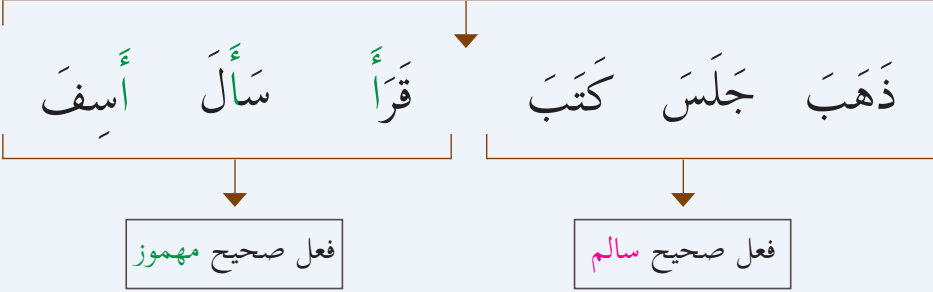 ذَهَبَ جَلَسَ كَتَبَ قَرَأَ سَأَلَ أَسِفَ
فعل صحيح سالم
فعل صحيح مهموز